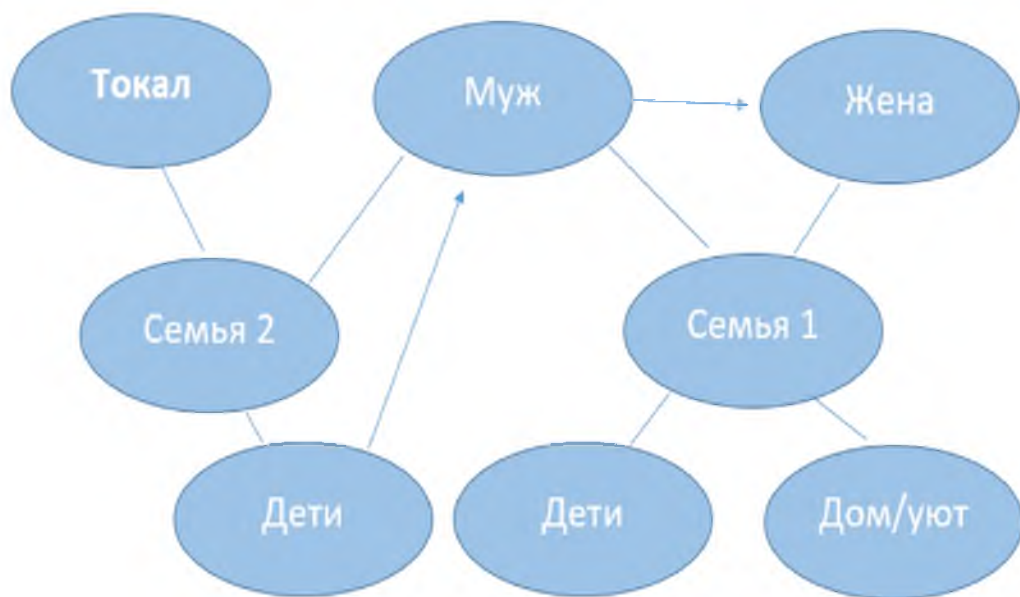 Токал
Муж
Жена
Семья 2
Семья 1
Дети
Дети
Дом/уют